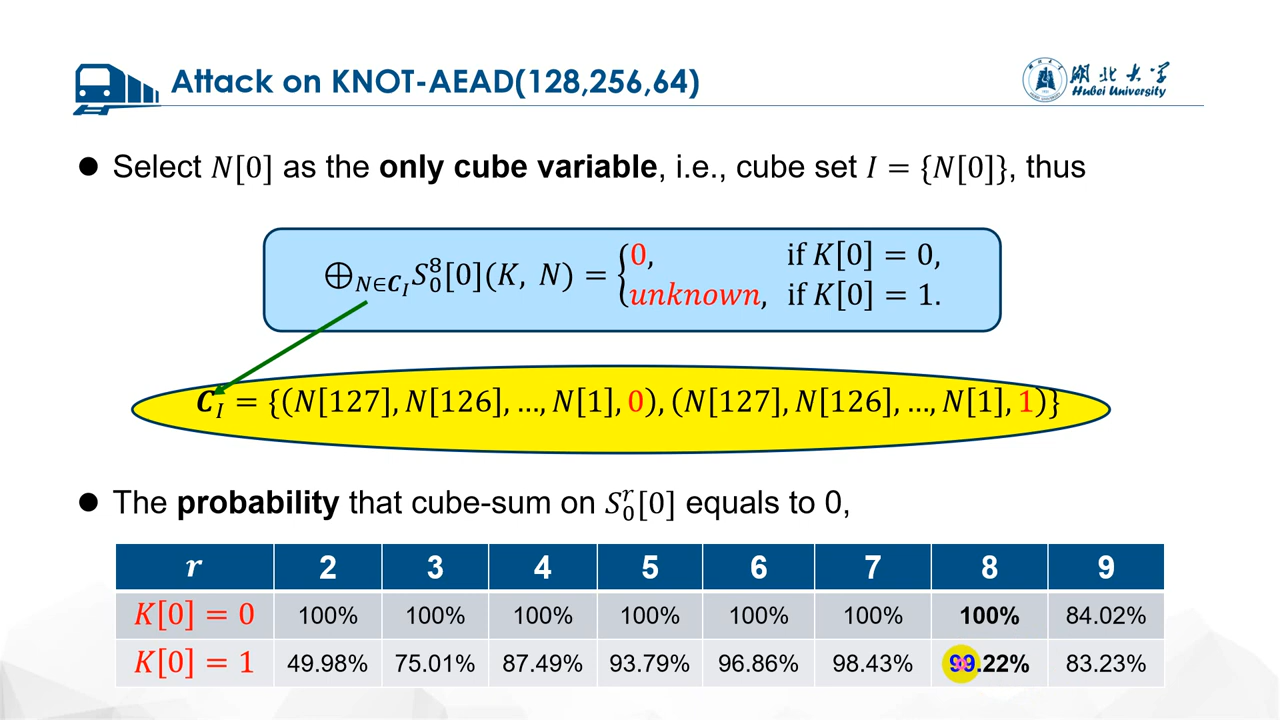 Attack on KNOT-AEAD(128,256,64)
湖北大学
Hubei University
● Select N[0] as the only cube variable, i.e., cube set I = {N[0]}, thus
⊕_{N∈C_I} S_0^8[0](K, N) = { 0, if K[0] = 0,
unknown, if K[0] = 1.
C_I = {(N[127], N[126], …, N[1], 0), (N[127], N[126], …, N[1], 1)}
● The probability that cube-sum on S_0^r[0] equals to 0,
r 2 3 4 5 6 7 8 9
K[0] = 0 100% 100% 100% 100% 100% 100% 100% 84.02%
K[0] = 1 49.98% 75.01% 87.49% 93.79% 96.86% 98.43% 99.22% 83.23%